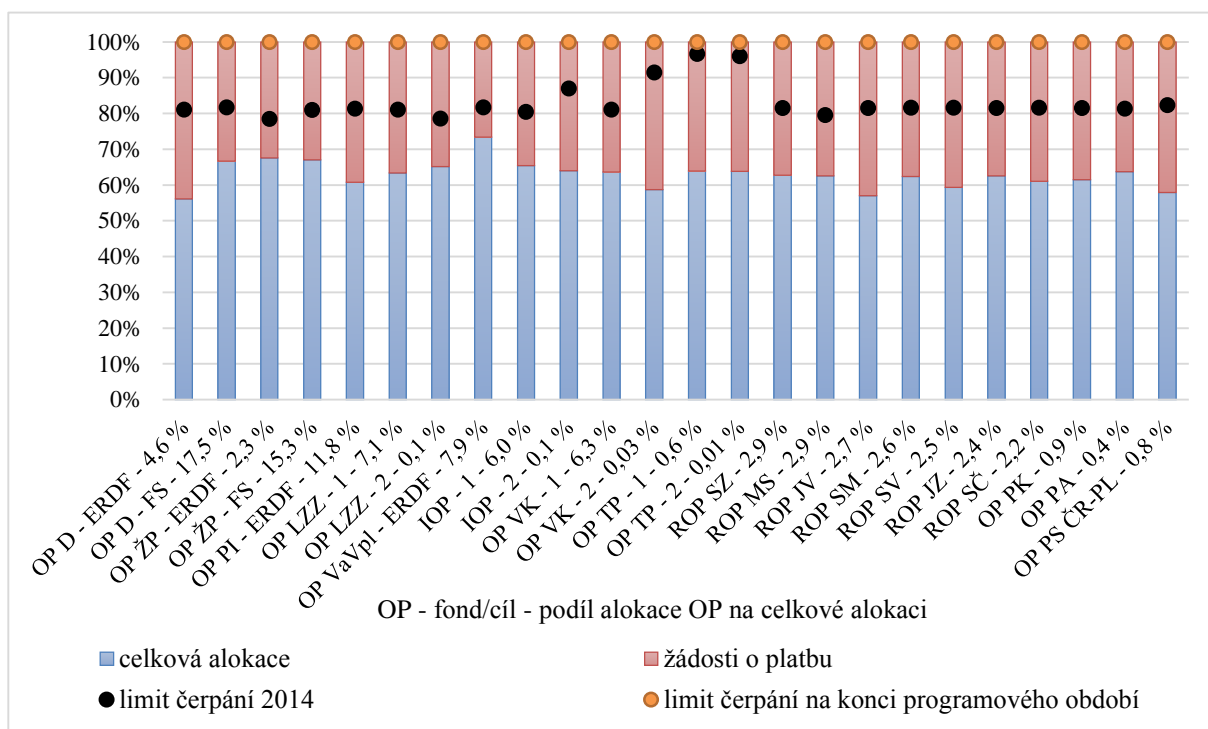 100%
90%
80%
70%
60%
50%
40%
30%
20%
10%
0%
OP D - ERDF - 4,6 %
OP D - FS - 17,5 %
OP ŽP - ERDF - 2,3 %
OP ŽP - FS - 15,3 %
OP PI - ERDF - 11,8 %
OP LZZ - 1 - 7,1 %
OP LZZ - 2 - 0,1 %
OP VaVpI - ERDF - 7,9 %
IOP - 1 - 6,0 %
IOP - 2 - 0,1 %
OP VK - 1 - 6,3 %
OP VK - 2 - 0,03 %
OP TP - 1 - 0,6 %
OP TP - 2 - 0,01 %
ROP SZ - 2,9 %
ROP MS - 2,9 %
ROP JV - 2,7 %
ROP SM - 2,6 %
ROP SV - 2,5 %
ROP JZ - 2,4 %
ROP SČ - 2,2 %
OP PK - 0,9 %
OP PA - 0,4 %
OP PS ČR-PL - 0,8 %
OP - fond/cíl - podíl alokace OP na celkové alokaci
celková alokace
žádosti o platbu
limit čerpání 2014
limit čerpání na konci programového období